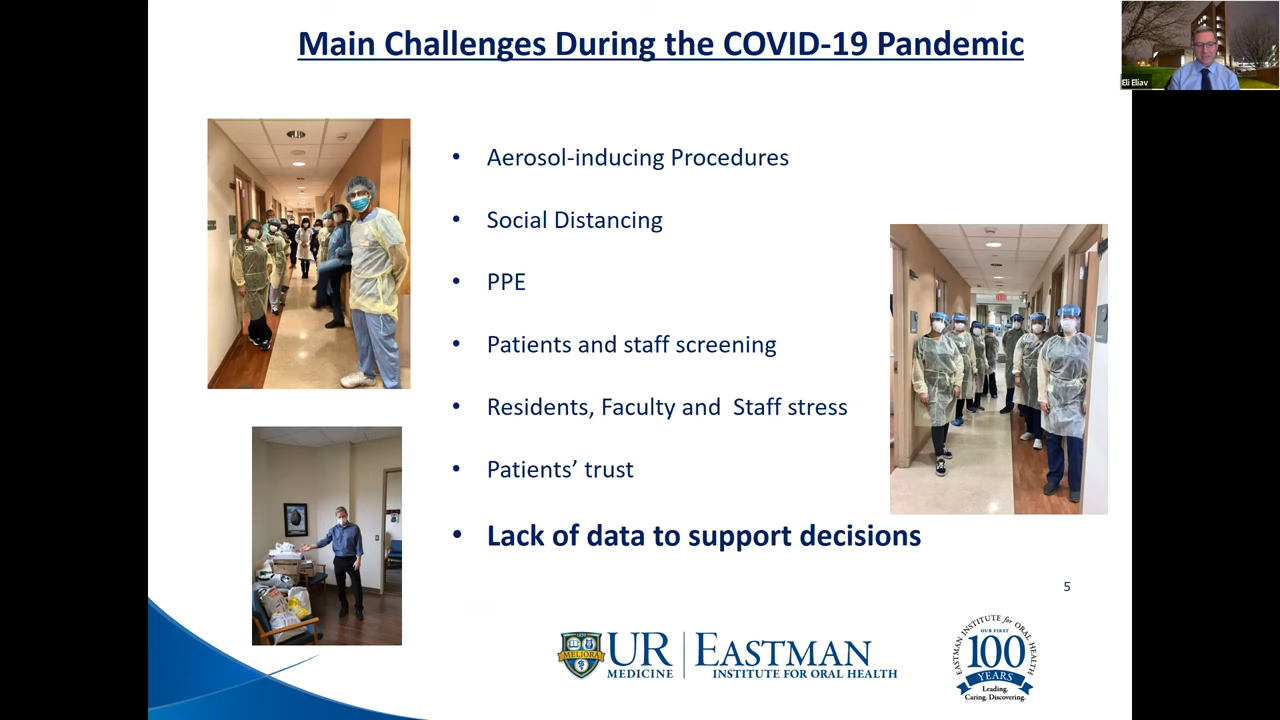 Main Challenges During the COVID-19 Pandemic
Eli Eliav
• Aerosol-inducing Procedures
• Social Distancing
• PPE
• Patients and staff screening
• Residents, Faculty and  Staff stress
• Patients’ trust
• Lack of data to support decisions
5
MELIORA
UR
MEDICINE
EASTMAN
INSTITUTE FOR ORAL HEALTH
EASTMAN INSTITUTE for ORAL HEALTH
OUR FIRST
100
YEARS
Leading.
Caring. Discovering.